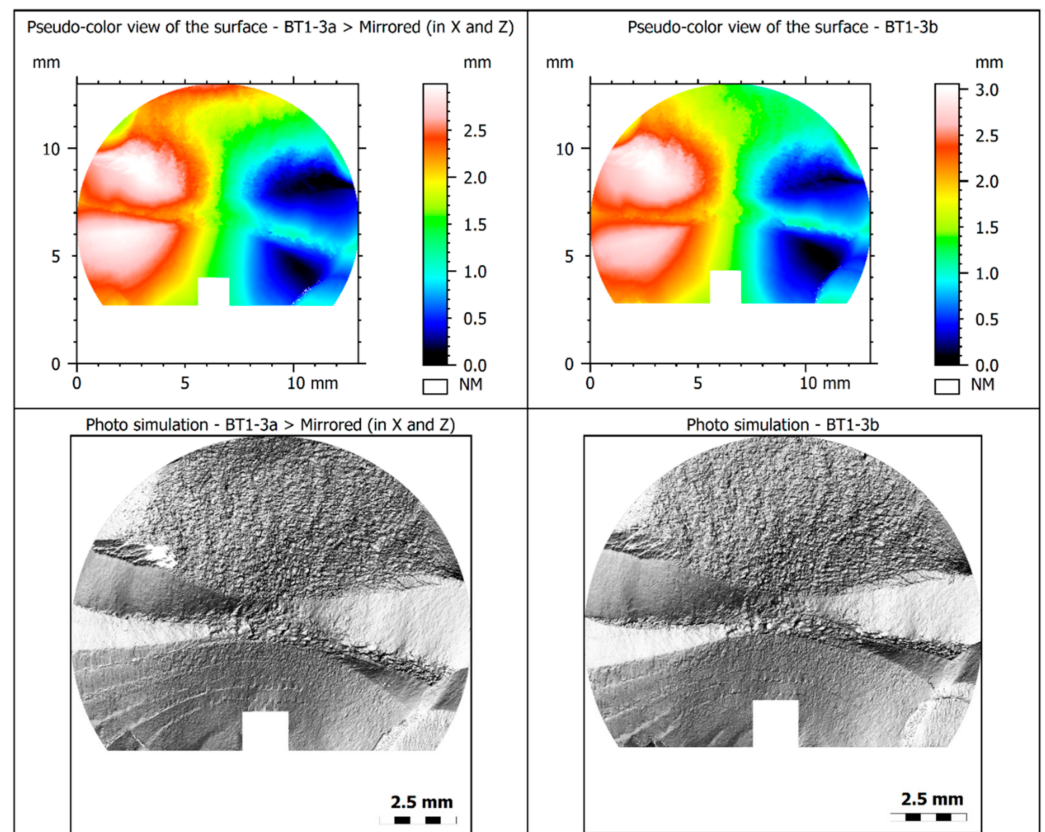 Pseudo-color view of the surface - BT1-3a > Mirrored (in X and Z)
mm
mm
10
5
0
0
5
10 mm
2.5
2.0
1.5
1.0
0.5
0.0
NM
Pseudo-color view of the surface - BT1-3b
mm
mm
10
5
0
0
5
10 mm
3.0
2.5
2.0
1.5
1.0
0.5
0.0
NM
Photo simulation - BT1-3a > Mirrored (in X and Z)
2.5 mm
Photo simulation - BT1-3b
2.5 mm